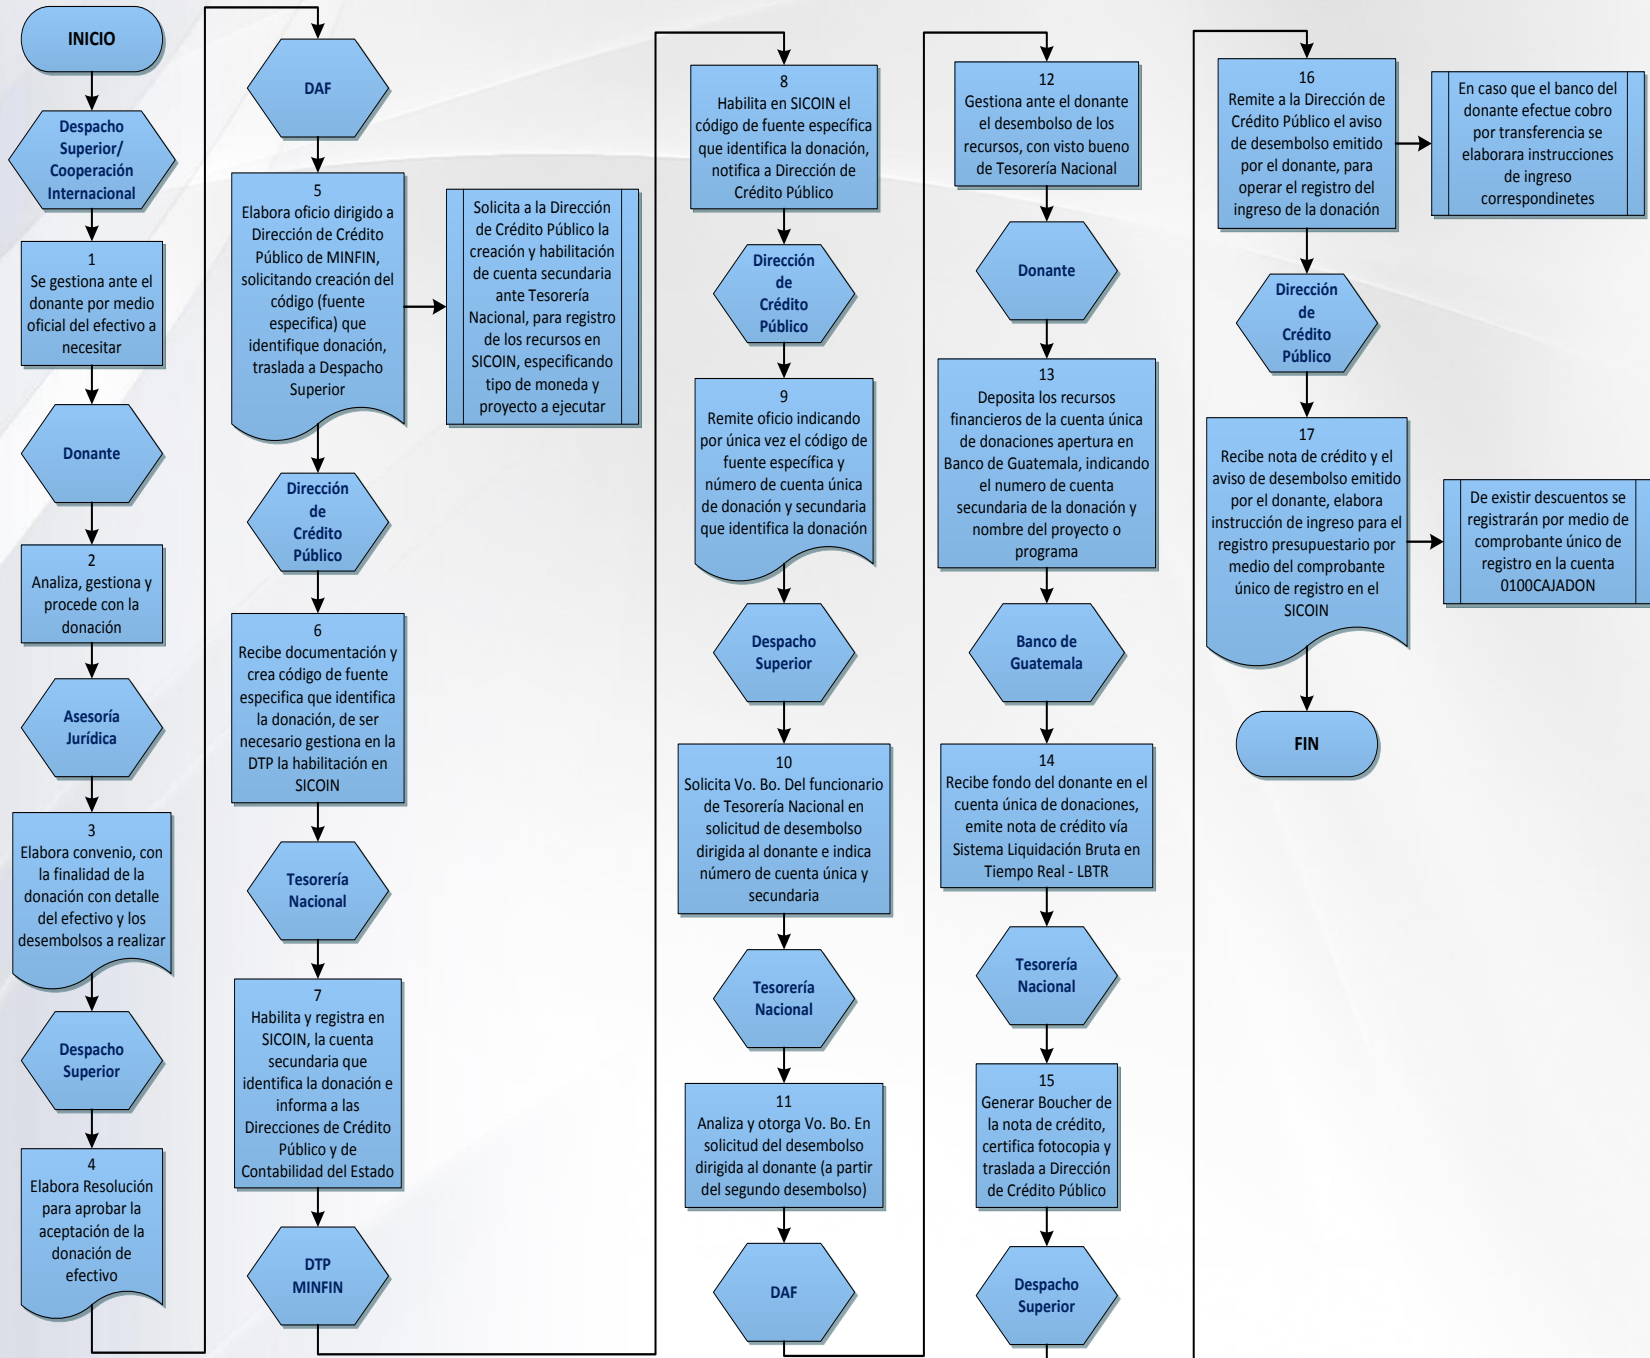 INICIO
Despacho
Superior/
Cooperación
Internacional
1
Se gestiona ante el
donante por medio
oficial del efectivo a
necesitar
Donante
2
Analiza, gestiona y
procede con la
donación
Asesoría
Jurídica
3
Elabora convenio, con
la finalidad de la
donación con detalle
del efectivo y los
desembolsos a realizar
Despacho
Superior
4
Elabora Resolución
para aprobar la
aceptación de la
donación de
efectivo
DAF
5
Elabora oficio dirigido a
Dirección de Crédito
Público de MINFIN,
solicitando creación del
código (fuente
especifica) que
identifique donación,
traslada a Despacho
Superior
Solicita a la Dirección
de Crédito Público la
creación y habilitación
de cuenta secundaria
ante Tesorería
Nacional, para registro
de los recursos en
SICOIN, especificando
tipo de moneda y
proyecto a ejecutar
Dirección
de
Crédito
Público
6
Recibe documentación y
crea código de fuente
especifica que identifica
la donación, de ser
necesario gestiona en la
DTP la habilitación en
SICOIN
Tesorería
Nacional
7
Habilita y registra en
SICOIN, la cuenta
secundaria que
identifica la donación e
informa a las
Direcciones de Crédito
Público y de
Contabilidad del Estado
DTP
MINFIN
8
Habilita en SICOIN el
código de fuente específica
que identifica la donación,
notifica a Dirección de
Crédito Público
Dirección
de
Crédito
Público
9
Remite oficio indicando
por única vez el código de
fuente específica y
número de cuenta única
de donación y secundaria
que identifica la donación
Despacho
Superior
10
Solicita Vo. Bo. Del funcionario
de Tesorería Nacional en
solicitud de desembolso
dirigida al donante e indica
número de cuenta única y
secundaria
Tesorería
Nacional
11
Analiza y otorga Vo. Bo. En
solicitud del desembolso
dirigida al donante (a partir
del segundo desembolso)
DAF
12
Gestiona ante el donante
el desembolso de los
recursos, con visto bueno
de Tesorería Nacional
Donante
13
Deposita los recursos
financieros de la cuenta única
de donaciones apertura en
Banco de Guatemala, indicando
el numero de cuenta
secundaria de la donación y
nombre del proyecto o
programa
Banco de
Guatemala
14
Recibe fondo del donante en el
cuenta única de donaciones,
emite nota de crédito vía
Sistema Liquidación Bruta en
Tiempo Real - LBTR
Tesorería
Nacional
15
Generar Boucher de
la nota de crédito,
certifica fotocopia y
traslada a Dirección
de Crédito Público
Despacho
Superior
16
Remite a la Dirección de
Crédito Público el aviso
de desembolso emitido
por el donante, para
operar el registro del
ingreso de la donación
En caso que el banco del
donante efectue cobro
por transferencia se
elaborara instrucciones
de ingreso
correspondinetes
Dirección
de
Crédito
Público
17
Recibe nota de crédito y el
aviso de desembolso emitido
por el donante, elabora
instrucción de ingreso para el
registro presupuestario por
medio del comprobante
único de registro en el
SICOIN
De existir descuentos se
registrarán por medio de
comprobante único de
registro en la cuenta
0100CAJADON
FIN